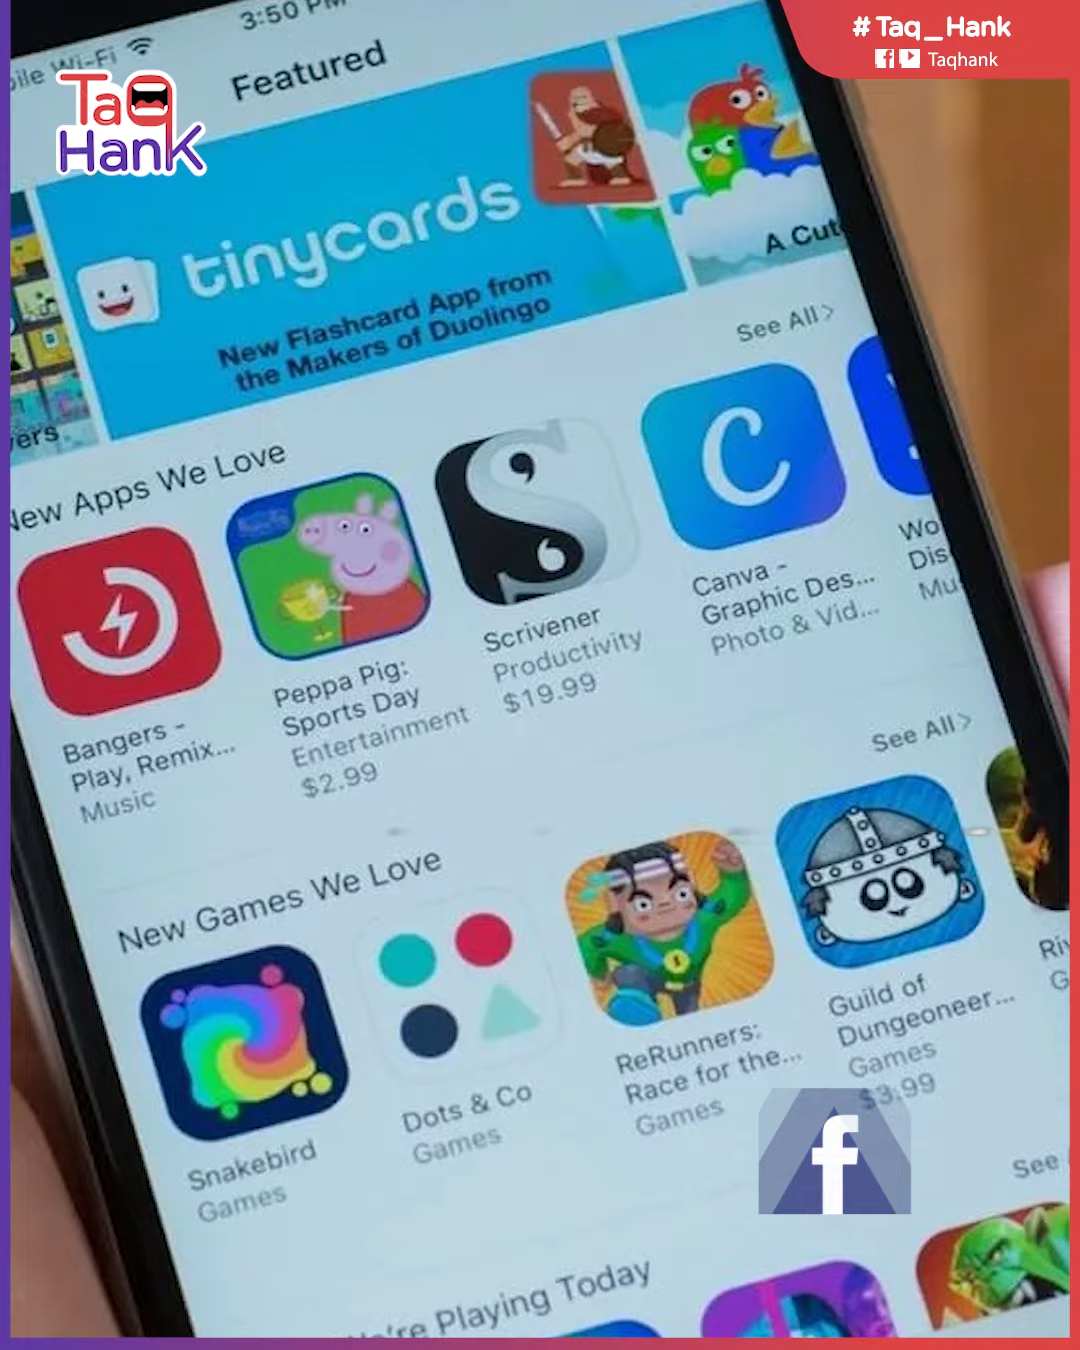 # Taq_Hank
Taqhank
TaQ
HanK
Wi-Fi
3:50 PM
Featured
tinycards
New Flashcard App from
the Makers of Duolingo
See All >
New Apps We Love
Bangers -
Play, Remix...
Music
Peppa Pig:
Sports Day
Entertainment
$2.99
Scrivener
Productivity
$19.99
Canva -
Graphic Des...
Photo & Vid...
See All >
New Games We Love
Snakebird
Games
Dots & Co
Games
ReRunners:
Race for the...
Games
Guild of
Dungeoneer...
Games
$3.99
See
Playing Today